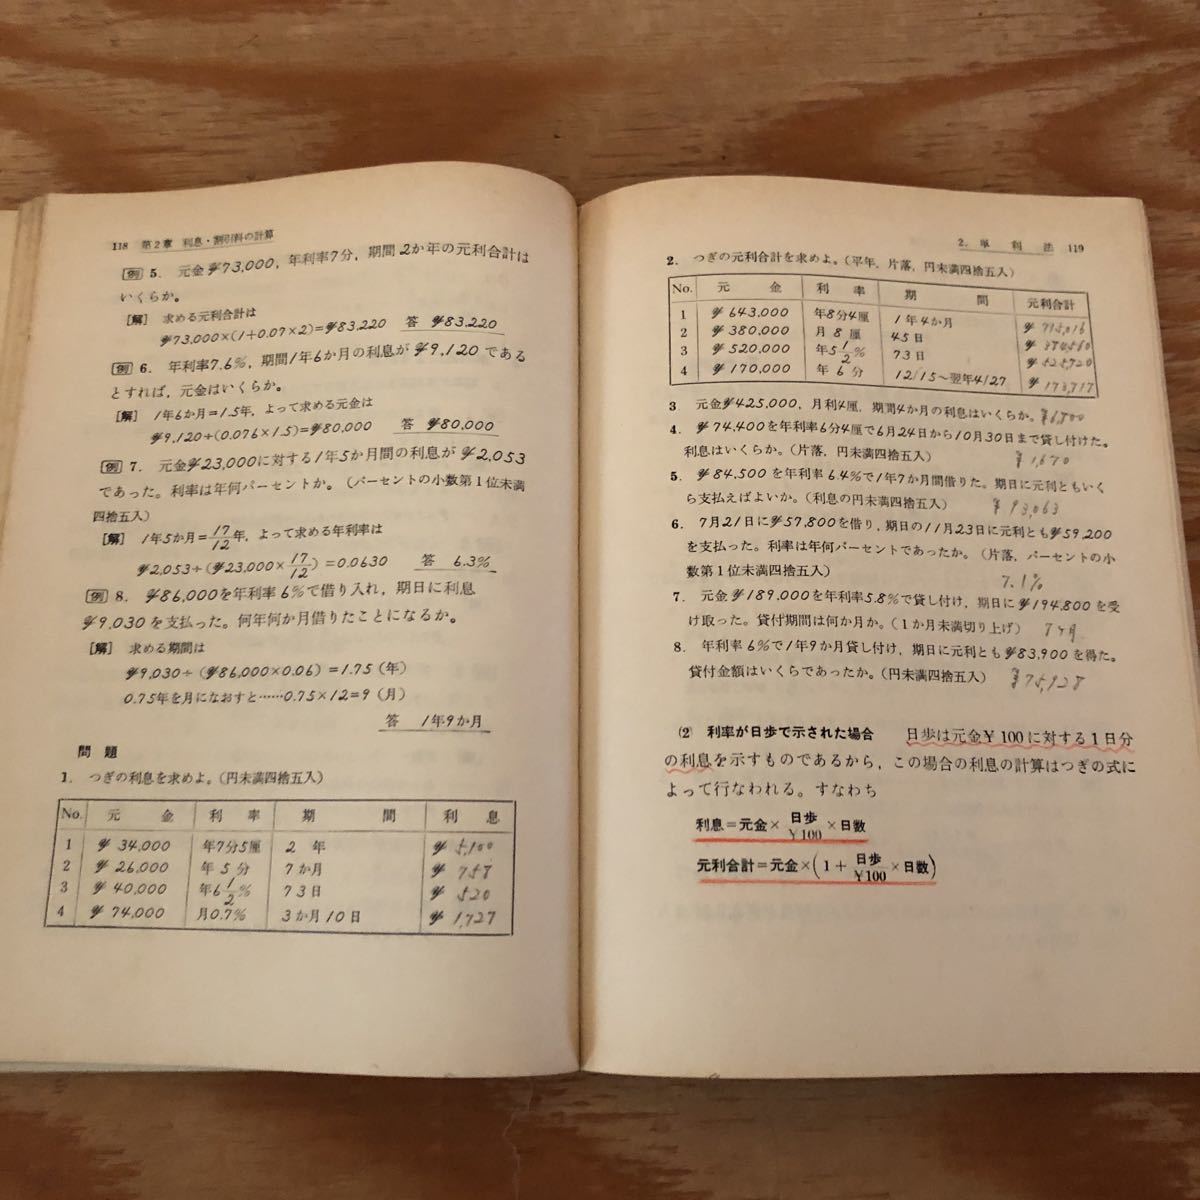 118 第2章 利息・割引料の計算
[例] 5. 元金¥73,000, 年利率7分, 期間2か年の元利合計は
いくらか。
[解] 求める元利合計は
¥73,000×(1+0.07×2)=¥83,220 答 ¥83,220
[例] 6. 年利率7.6%, 期間1年6か月の利息が¥9,120である
とすれば, 元金はいくらか。
[解] 1年6か月=1.5年, よって求める元金は
¥9,120÷(0.076×1.5)=¥80,000 答 ¥80,000
[例] 7. 元金¥23,000に対する1年5か月間の利息が¥2,053
であった。利率は年何パーセントか。(パーセントの小数第1位未満
四捨五入)
[解] 1年5か月=17/12年, よって求める年利率は
¥2,053÷(¥23,000×17/12)=0.0630 答 6.3%
[例] 8. ¥86,000を年利率6%で借り入れ, 期日に利息
¥9,030を支払った。何年何か月借りたことになるか。
[解] 求める期間は
¥9,030÷(¥86,000×0.06)=1.75(年)
0.75年を月になおすと……0.75×12=9(月)
答 1年9か月
問題
1. つぎの利息を求めよ。(円未満四捨五入)
No. 元金 利率 期間 利息
1 ¥34,000 年7分5厘 2年 ¥5,100
2 ¥26,000 年5分 7か月 ¥758
3 ¥40,000 年6 1/2% 73日 ¥520
4 ¥74,000 月0.7% 3か月10日 ¥1,727
2. 単利法 119
2. つぎの元利合計を求めよ。(平年, 片落, 円未満四捨五入)
No. 元金 利率 期間 元利合計
1 ¥643,000 年8分4厘 1年4か月 ¥715,016
2 ¥380,000 月8厘 45日 ¥
3 ¥520,000 年5 1/2% 73日 ¥525,720
4 ¥170,000 年6分 12/15~翌年4/27 ¥173,717
3 元金¥425,000, 月利4厘, 期間4か月の利息はいくらか。¥6,800
4. ¥74,400を年利率6分4厘で6月24日から10月30日まで貸し付けた。
利息はいくらか。(片落, 円未満四捨五入) ¥1,670
5. ¥84,500を年利率6.4%で1年7か月間借りた。期日に元利ともいく
ら支払えばよいか。(利息の円未満四捨五入) ¥93,063
6. 7月21日に¥57,800を借り, 期日の11月23日に元利とも¥59,200
を支払った。利率は年何パーセントであったか。(片落, パーセントの小
数第1位未満四捨五入) 7.1%
7. 元金¥189,000を年利率5.8%で貸し付け, 期日に¥194,800を受
け取った。貸付期間は何か月か。(1か月未満切り上げ) 7ヶ月
8. 年利率6%で1年9か月貸し付け, 期日に元利とも¥83,900を得た。
貸付金額はいくらであったか。(円未満四捨五入) ¥75,928
(2) 利率が日歩で示された場合 日歩は元金¥100に対する1日分
の利息を示すものであるから, この場合の利息の計算はつぎの式に
よって行なわれる。すなわち
利息=元金×日歩/¥100×日数
元利合計=元金×(1+日歩/¥100×日数)